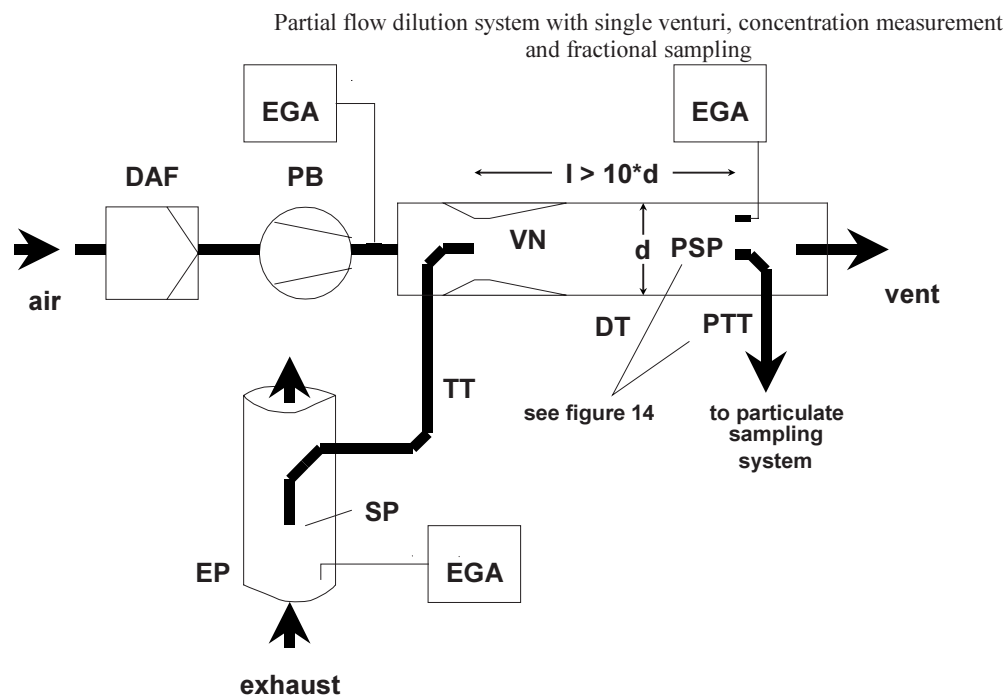 Partial flow dilution system with single venturi, concentration measurement
and fractional sampling
EGA
EGA
DAF
PB
l > 10*d
VN
d
PSP
air
vent
DT
PTT
TT
see figure 14
to particulate
sampling
system
SP
EP
EGA
exhaust